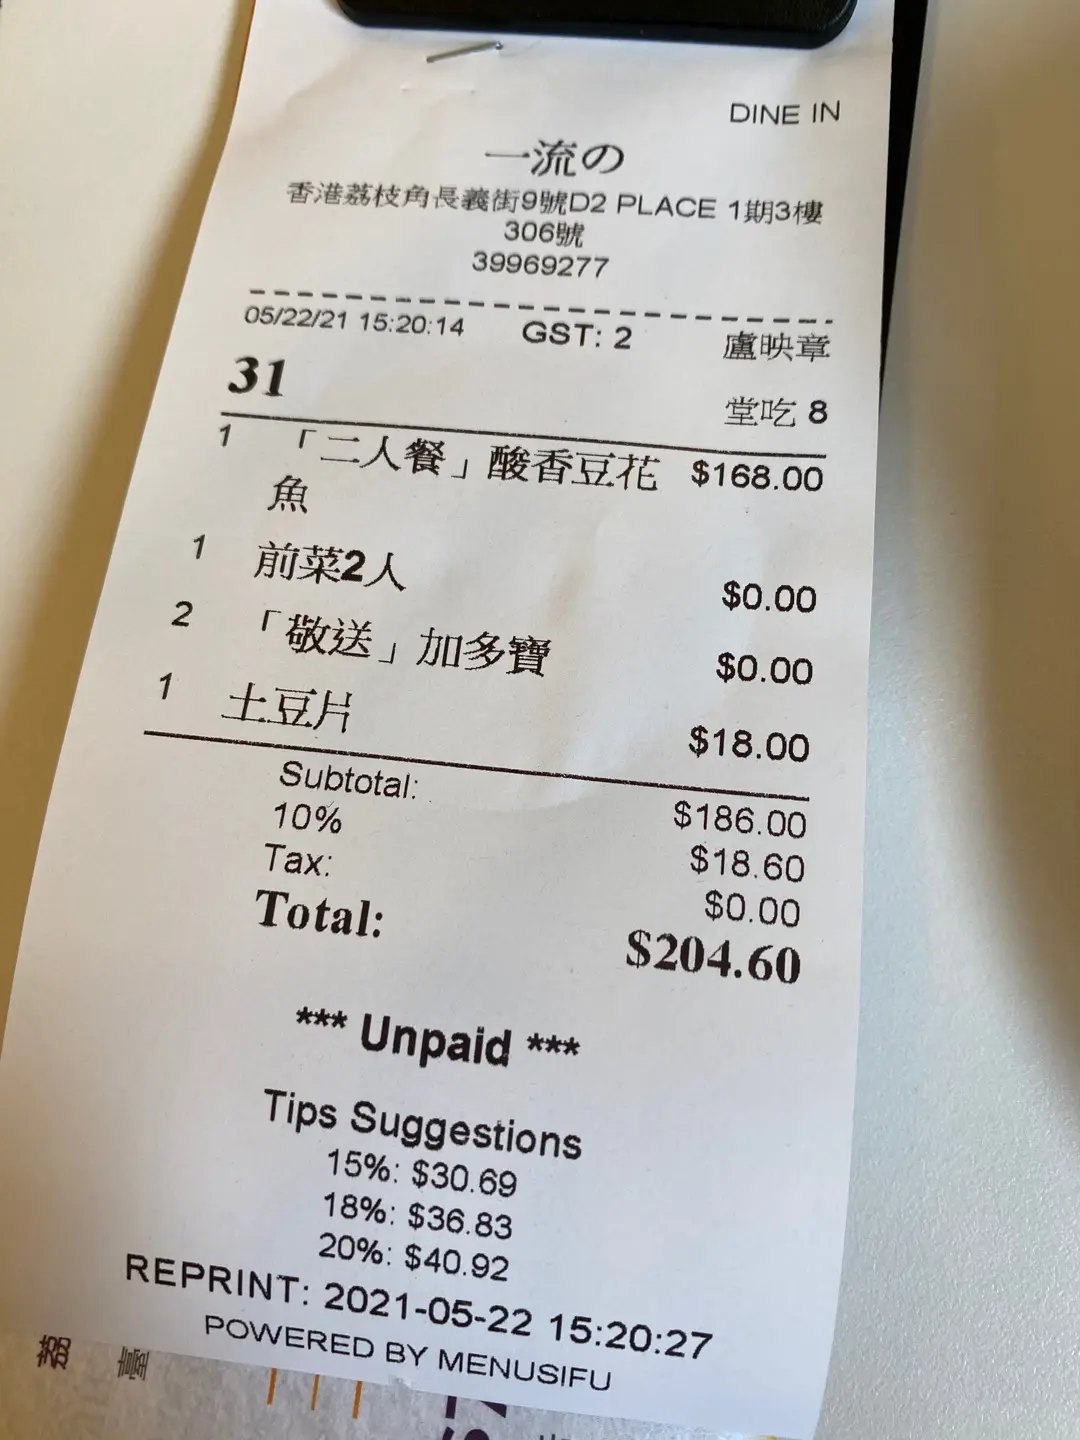 DINE IN
一流の
香港荔枝角長義街9號D2 PLACE 1期3樓
306號
39969277
05/22/21 15:20:14 GST: 2 盧映章
31 堂吃 8
1 「二人餐」酸香豆花 $168.00
魚
1 前菜2人 $0.00
2 「敬送」加多寶 $0.00
1 土豆片 $18.00
Subtotal: $186.00
10% $18.60
Tax: $0.00
Total: $204.60
*** Unpaid ***
Tips Suggestions
15%: $30.69
18%: $36.83
20%: $40.92
REPRINT: 2021-05-22 15:20:27
POWERED BY MENUSIFU